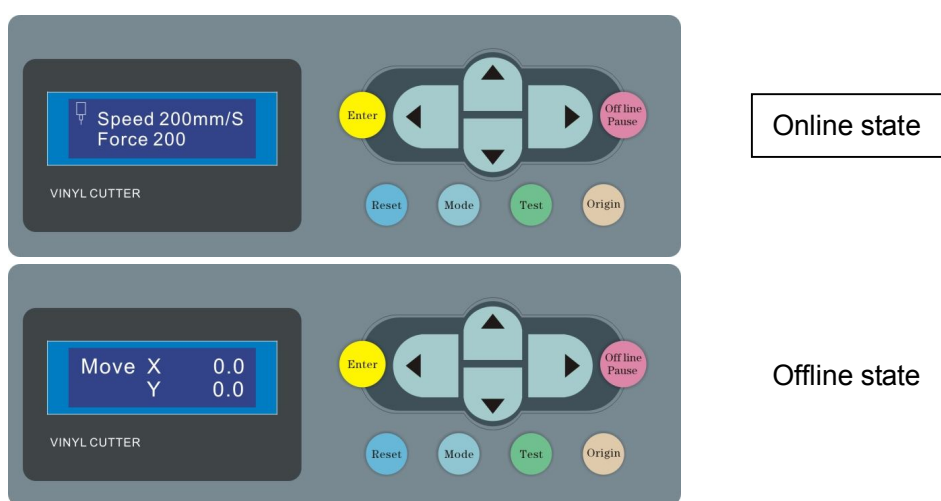 Speed 200mm/S
Force 200
VINYL CUTTER
Enter
Off line
Pause
Reset
Mode
Test
Origin
Online state
Move X 0.0
Y 0.0
VINYL CUTTER
Enter
Off line
Pause
Reset
Mode
Test
Origin
Offline state